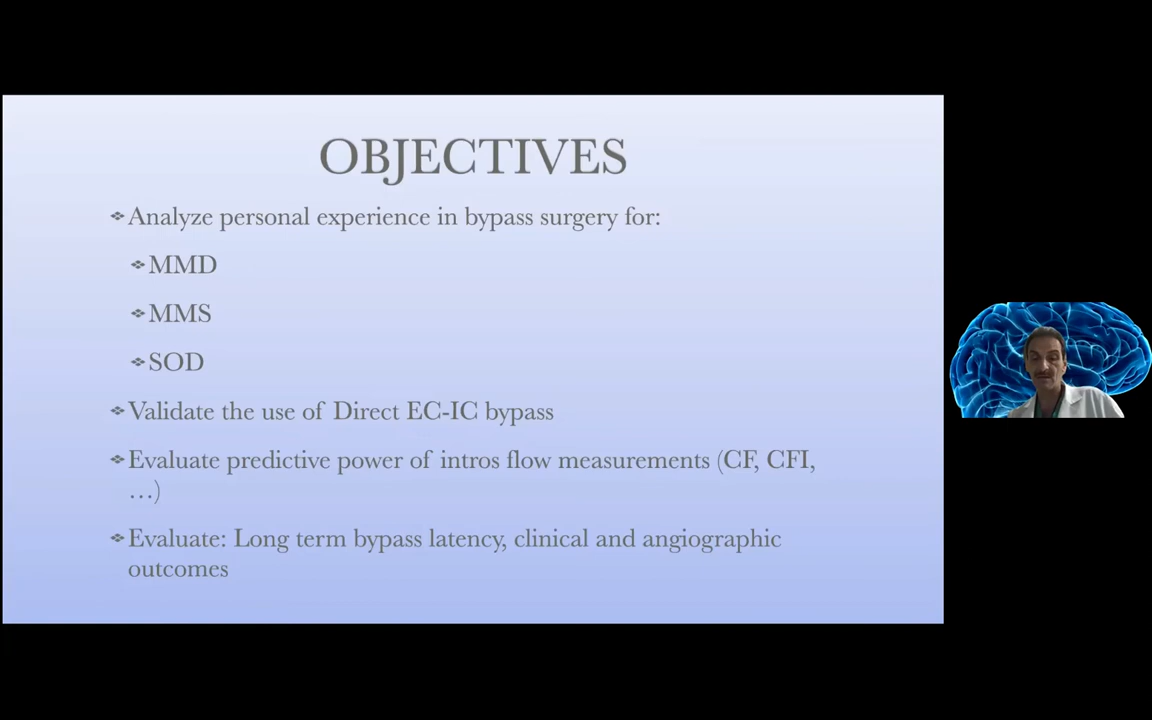 OBJECTIVES
Analyze personal experience in bypass surgery for:
MMD
MMS
SOD
Validate the use of Direct EC-IC bypass
Evaluate predictive power of intros flow measurements (CF, CFI,
…)
Evaluate: Long term bypass latency, clinical and angiographic
outcomes